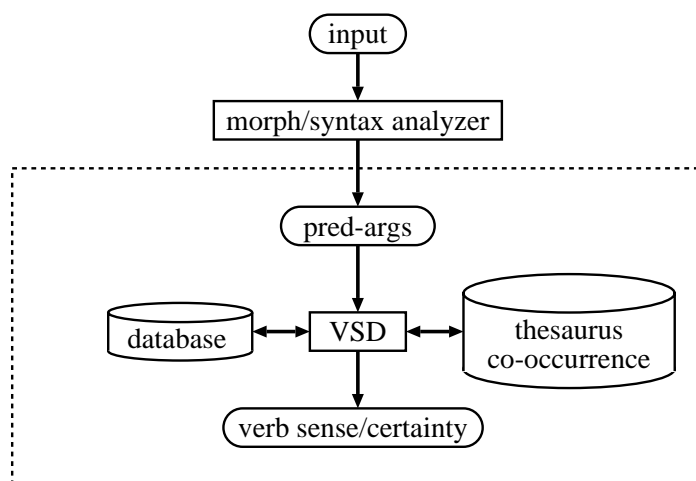 input
morph/syntax analyzer
pred-args
database
VSD
thesaurus
co-occurrence
verb sense/certainty